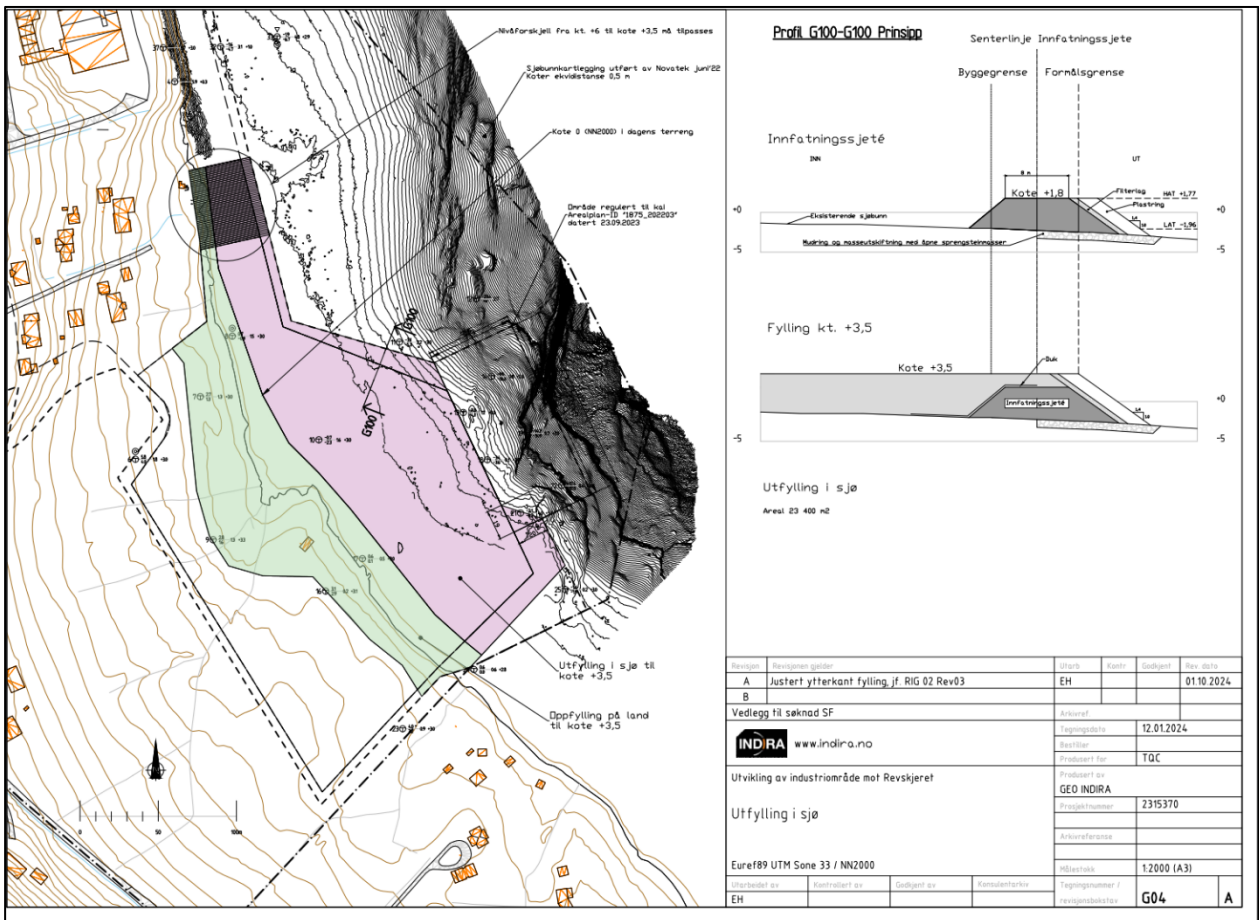 Nivåforskjell fra kt. +6 til kote +3,5 må tilpasses
Sjøbunnkartlegging utført av Novatek juni'22
Koter ekvidistanse 0,5 m
Kote 0 (NN2000) i dagens terreng
Område regulert til kai
Arealplan-ID "1875_202203"
datert 23.09.2023
G100
G100
D
Utfylling i sjø til
kote +3,5
Oppfylling på land
til kote +3,5
0
50
100m
Profil G100-G100 Prinsipp
Senterlinje Innfatningssjete
Byggegrense
Formålsgrense
Innfatningssjeté
INN
UT
8 m
Kote +1,8
Filterlag
Plastring
HAT +1,77
LAT -1,96
+0
-5
+0
-5
Eksisterende sjøbunn
Mudring og masseutskiftning med åpne sprengsteinmasser
Fylling kt. +3,5
Duk
Kote +3,5
Innfatningssjeté
+0
-5
+0
-5
Utfylling i sjø
Areal 23 400 m2
Revisjon
Revisjonen gjelder
Utarb
Kontr
Godkjent
Rev. dato
A
Justert ytterkant fylling, jf. RIG 02 Rev03
EH
01.10.2024
B
Vedlegg til søknad SF
Arkivref
INDIRA
www.indira.no
Tegningsdato
12.01.2024
Bestiller
Produsert for
TQC
Utvikling av industriområde mot Revskjeret
Produsert av
GEO INDIRA
Utfylling i sjø
Prosjektnummer
2315370
Arkivreferanse
Euref89 UTM Sone 33 / NN2000
Målestokk
1:2000 (A3)
Utarbeidet av
Kontrollert av
Godkjent av
Konsulentarkiv
Tegningsnummer /
revisjonsbokstav
G04
A
EH